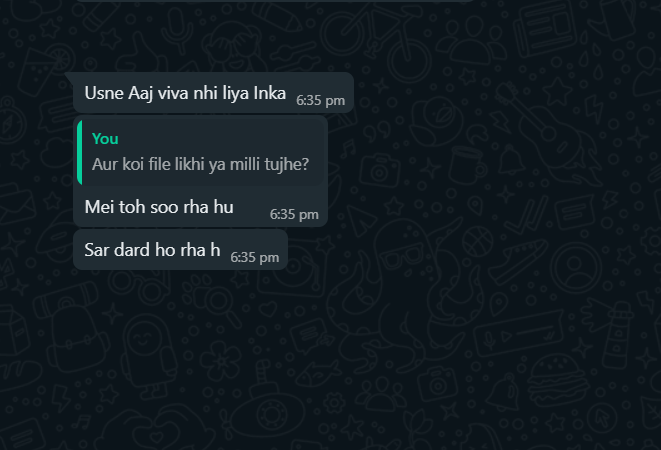 Usne Aaj viva nhi liya Inka 6:35 pm
You
Aur koi file likhi ya milli tujhe?
Mei toh soo rha hu 6:35 pm
Sar dard ho rha h 6:35 pm